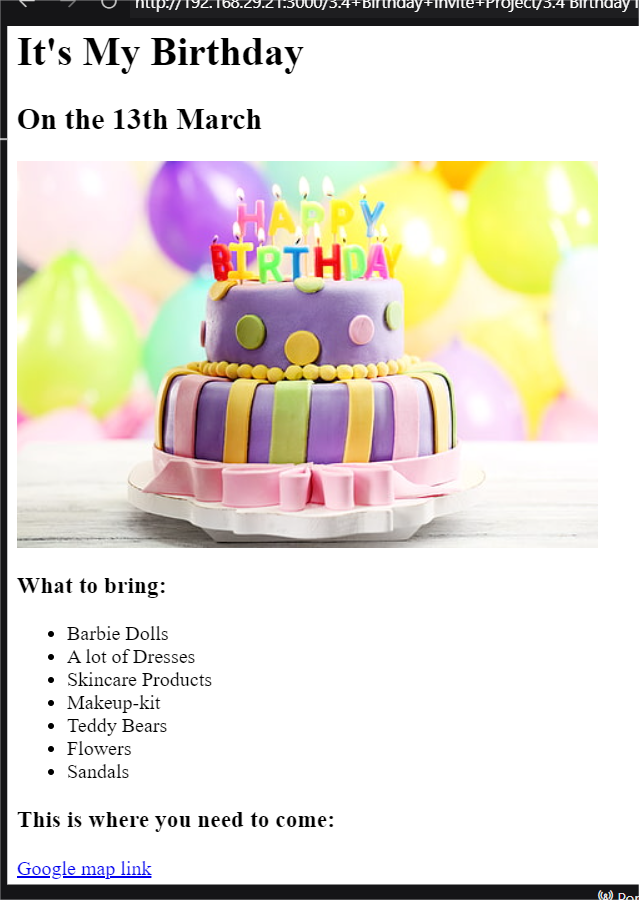 http://192.168.29.21:3000/3.4+Birthday+Invite+Project/3.4 Birthday
It's My Birthday
On the 13th March
HAPPY
BIRTHDAY
What to bring:
Barbie Dolls
A lot of Dresses
Skincare Products
Makeup-kit
Teddy Bears
Flowers
Sandals
This is where you need to come:
Google map link